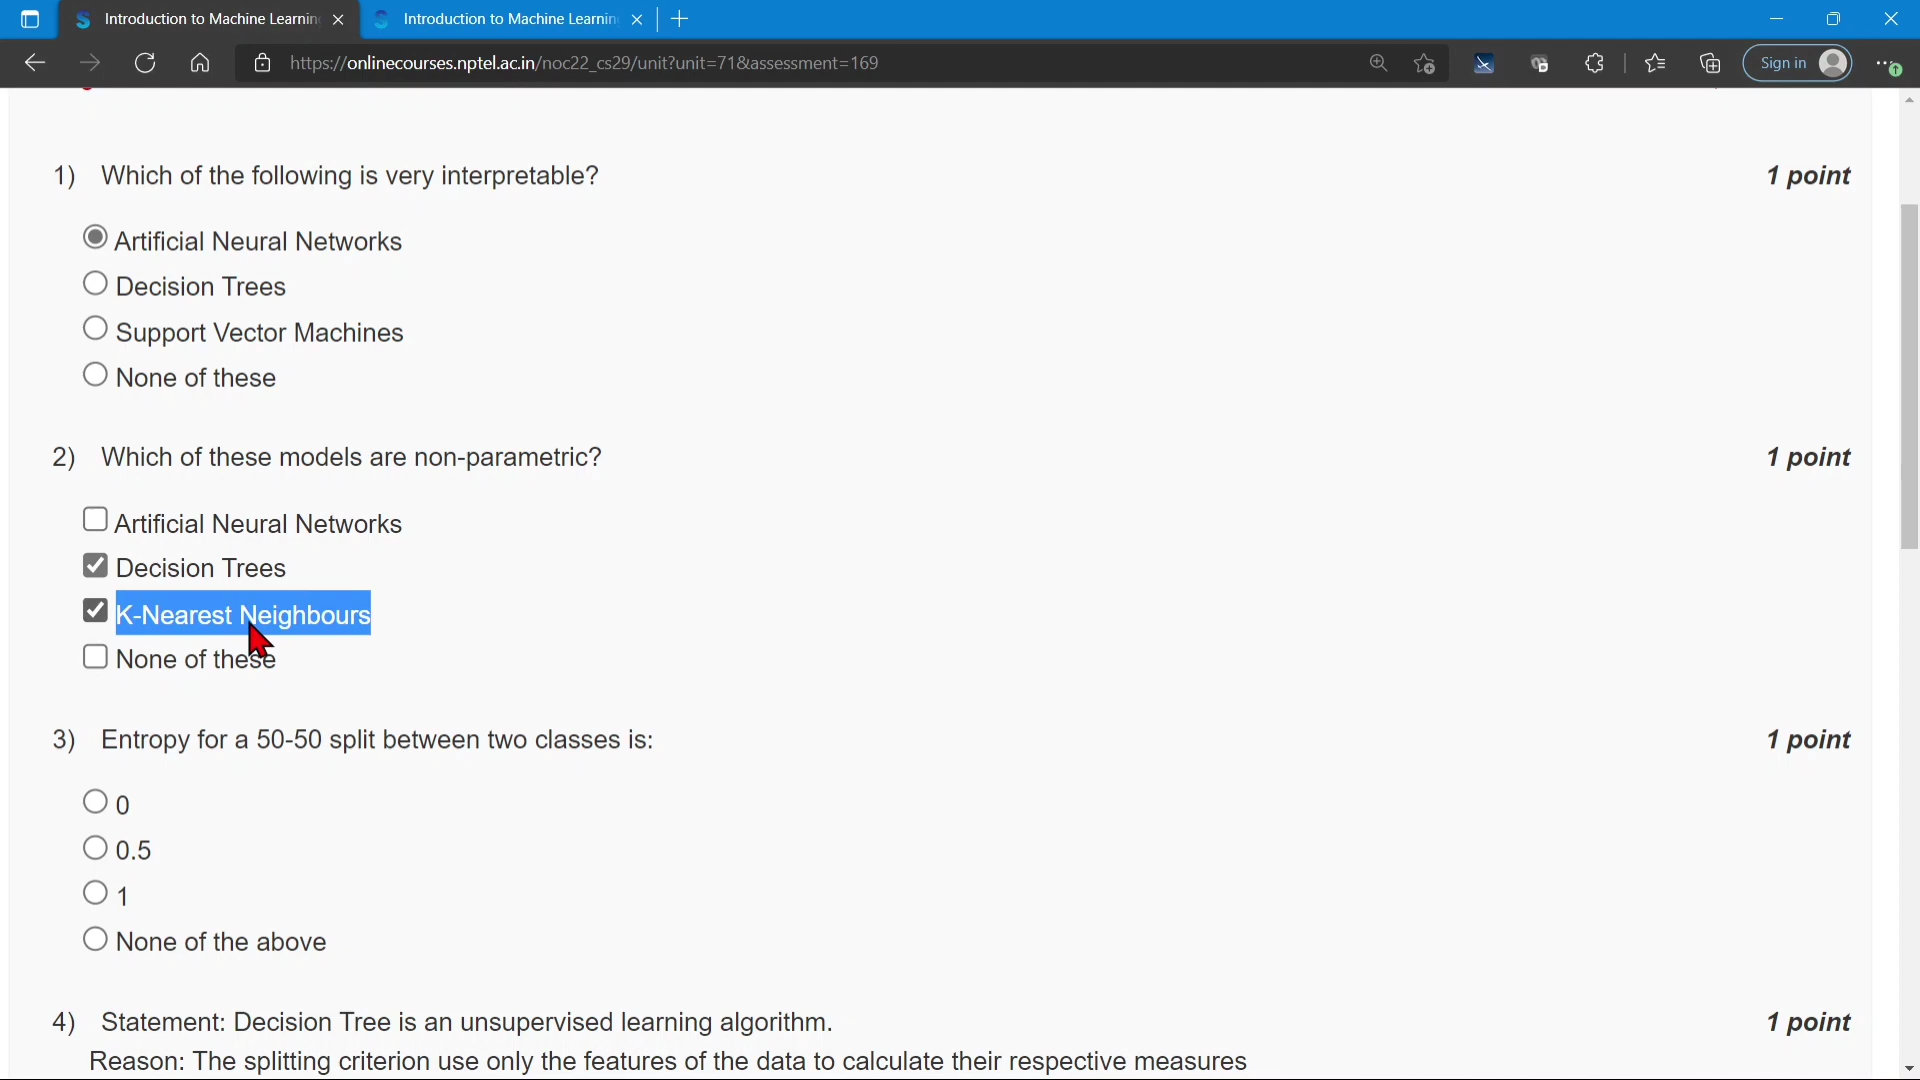 Introduction to Machine Learnin
Introduction to Machine Learnin
https://onlinecourses.nptel.ac.in/noc22_cs29/unit?unit=71&assessment=169
Sign in
1) Which of the following is very interpretable?
1 point
Artificial Neural Networks
Decision Trees
Support Vector Machines
None of these
2) Which of these models are non-parametric?
1 point
Artificial Neural Networks
Decision Trees
K-Nearest Neighbours
None of these
3) Entropy for a 50-50 split between two classes is:
1 point
0
0.5
1
None of the above
4) Statement: Decision Tree is an unsupervised learning algorithm.
1 point
Reason: The splitting criterion use only the features of the data to calculate their respective measures